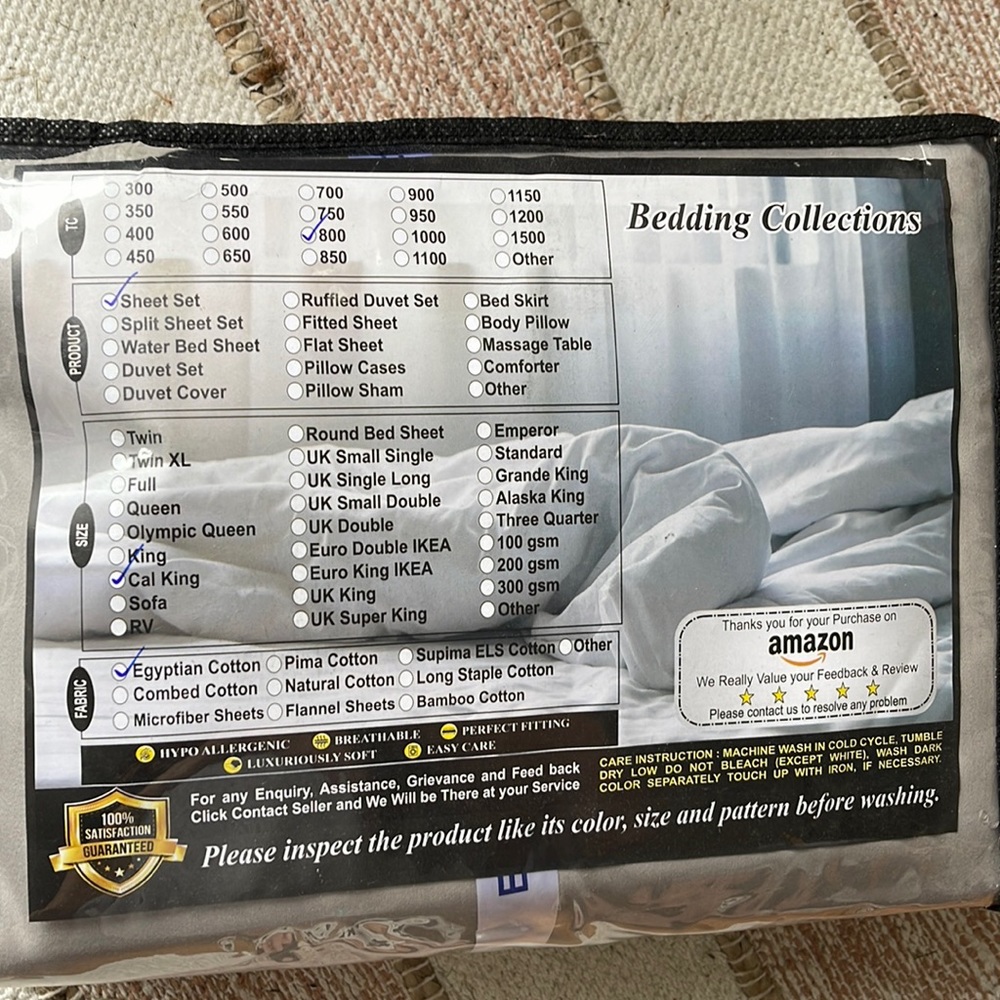 TC
300 500 700 900 1150
350 550 750 950 1200
400 600 800 1000 1500
450 650 850 1100 Other
Bedding Collections
PRODUCT
Sheet Set Ruffled Duvet Set Bed Skirt
Split Sheet Set Fitted Sheet Body Pillow
Water Bed Sheet Flat Sheet Massage Table
Duvet Set Pillow Cases Comforter
Duvet Cover Pillow Sham Other
SIZE
Twin Round Bed Sheet Emperor
Twin XL UK Small Single Standard
Full UK Single Long Grande King
Queen UK Small Double Alaska King
Olympic Queen UK Double Three Quarter
King Euro Double IKEA 100 gsm
Cal King Euro King IKEA 200 gsm
Sofa UK King 300 gsm
RV UK Super King Other
FABRIC
Egyptian Cotton Pima Cotton Supima ELS Cotton Other
Combed Cotton Natural Cotton Long Staple Cotton
Microfiber Sheets Flannel Sheets Bamboo Cotton
Thanks you for your Purchase on
amazon
We Really Value your Feedback & Review
Please contact us to resolve any problem
HYPO ALLERGENIC BREATHABLE PERFECT FITTING
LUXURIOUSLY SOFT EASY CARE
CARE INSTRUCTION : MACHINE WASH IN COLD CYCLE, TUMBLE
DRY LOW DO NOT BLEACH (EXCEPT WHITE), WASH DARK
COLOR SEPARATELY TOUCH UP WITH IRON, IF NECESSARY.
For any Enquiry, Assistance, Grievance and Feed back
Click Contact Seller and We Will be There at your Service
100%
SATISFACTION
GUARANTEED
Please inspect the product like its color, size and pattern before washing.
E